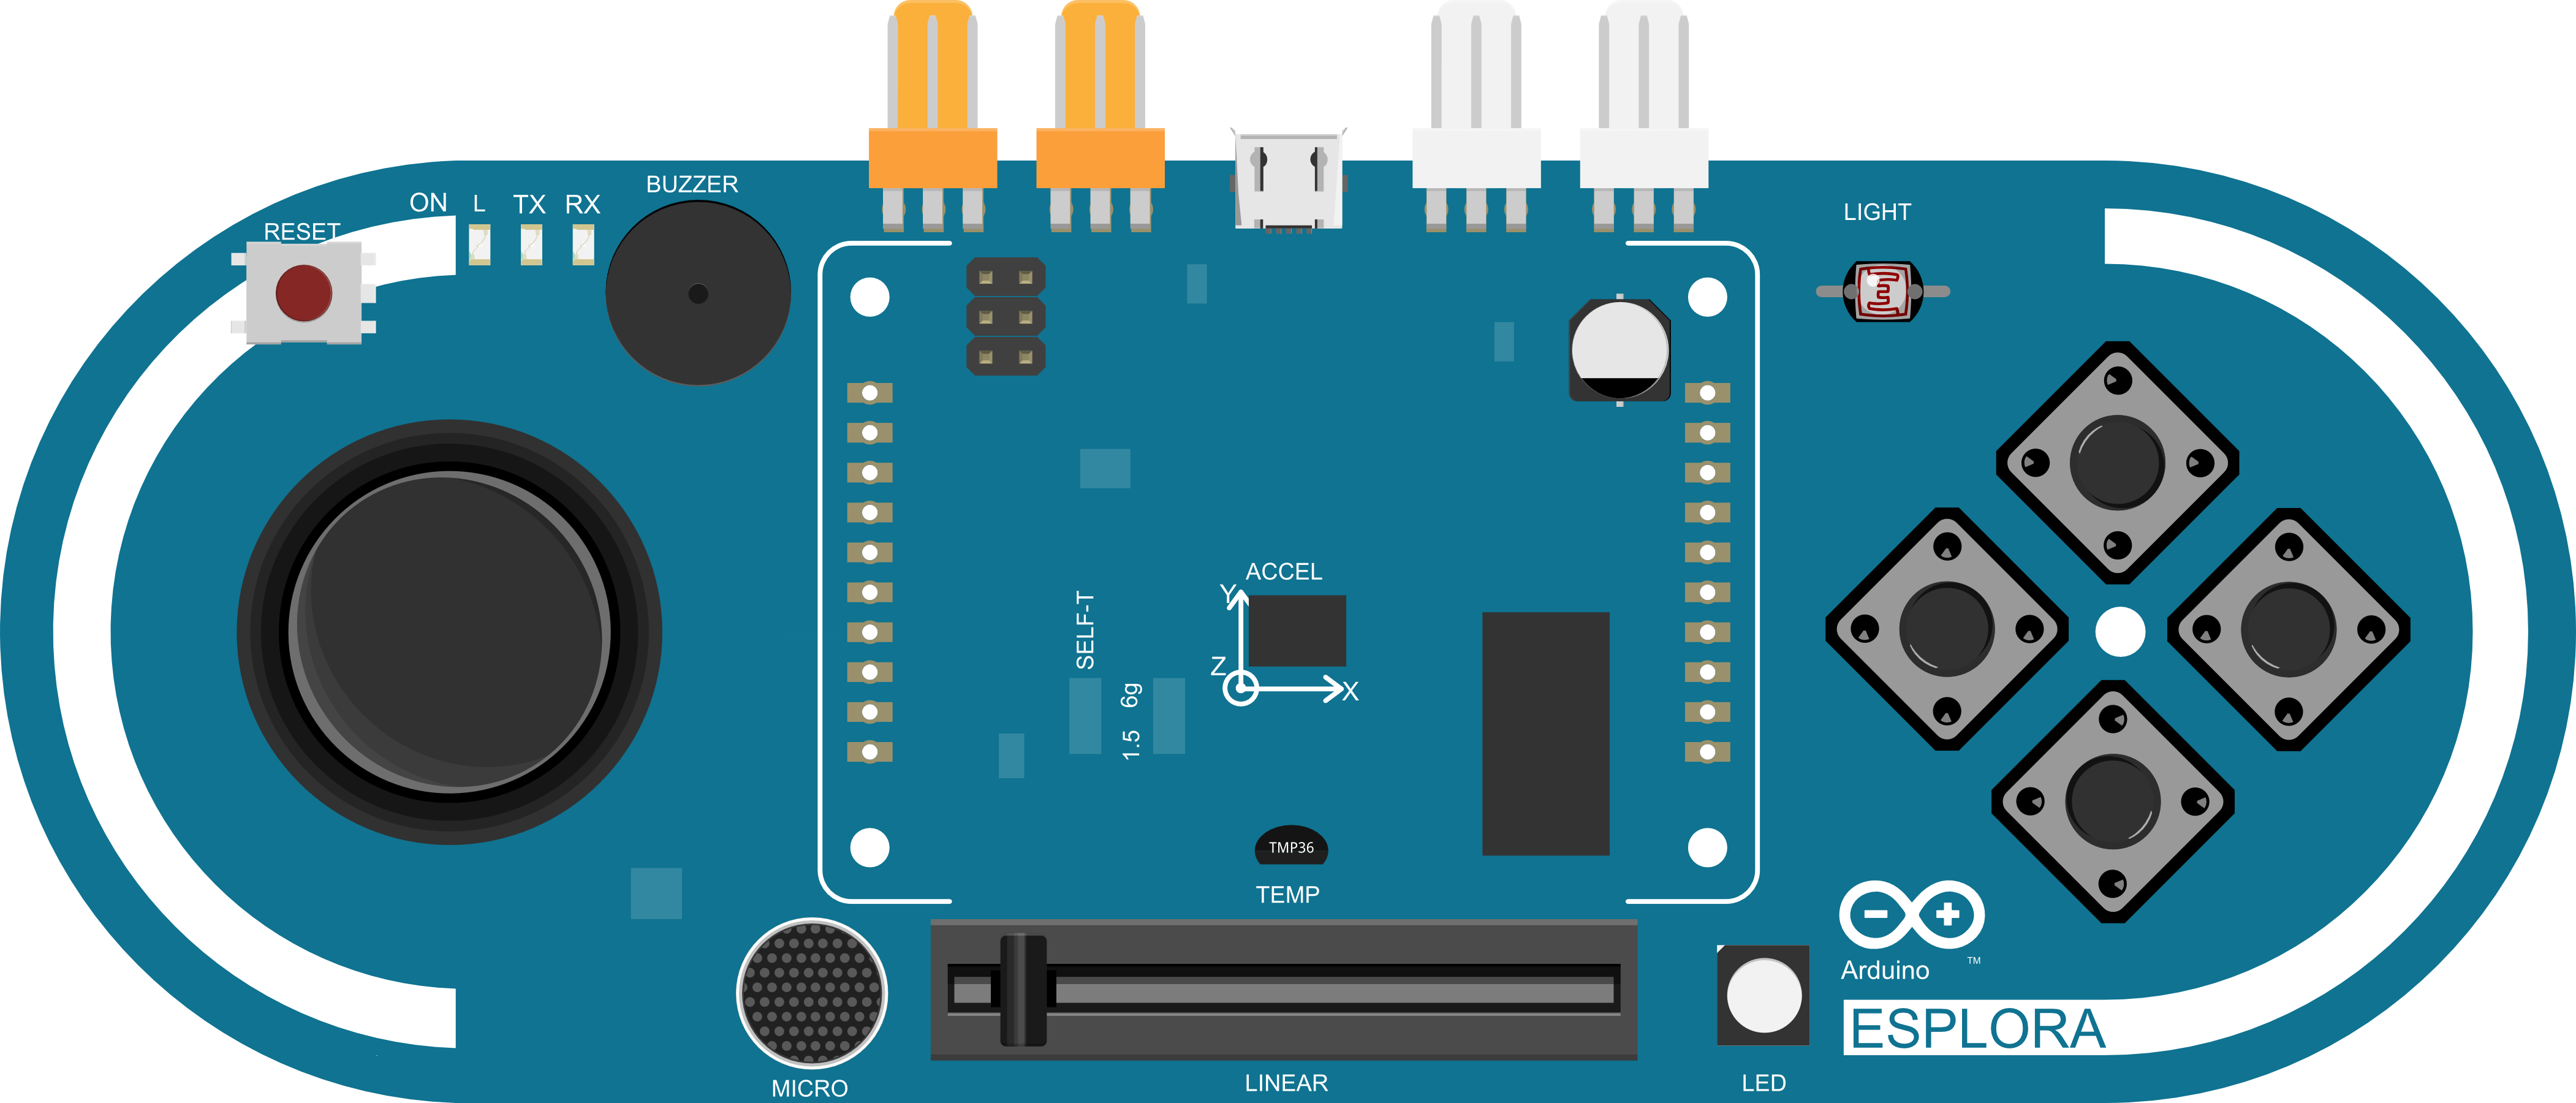 BUZZER
ON L TX RX
LIGHT
RESET
ACCEL
Y
SELF-T
Z
X
6g
1.5
TMP36
TEMP
Arduino ™
ESPLORA
MICRO
LINEAR
LED